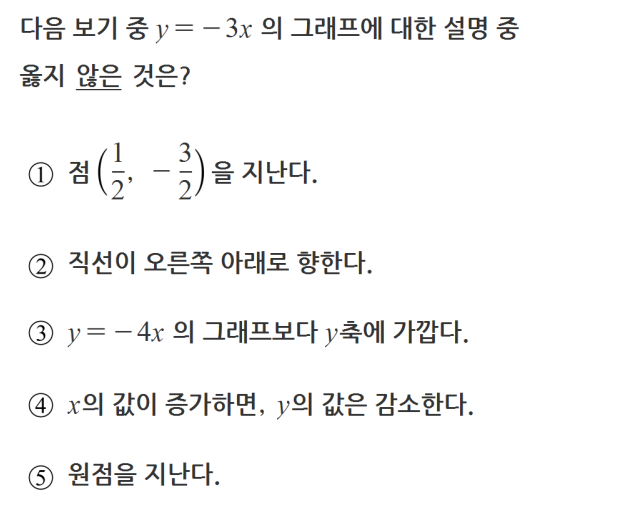 다음 보기 중 y = −3x 의 그래프에 대한 설명 중
옳지 않은 것은?
① 점 (1/2, −3/2)을 지난다.
② 직선이 오른쪽 아래로 향한다.
③ y = −4x 의 그래프보다 y축에 가깝다.
④ x의 값이 증가하면, y의 값은 감소한다.
⑤ 원점을 지난다.